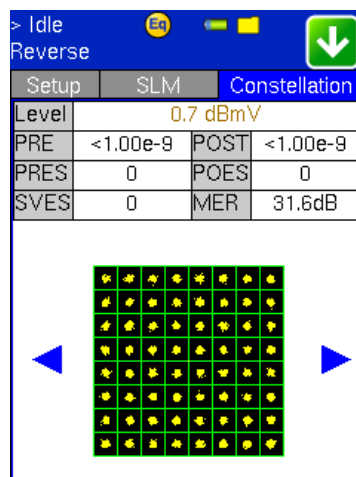 > Idle Eq
Reverse
Setup SLM Constellation
Level 0.7 dBmV
PRE <1.00e-9 POST <1.00e-9
PRES 0 POES 0
SVES 0 MER 31.6dB